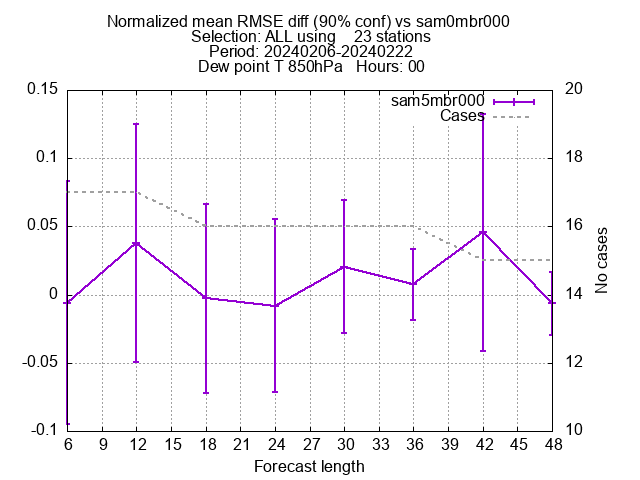 Normalized mean RMSE diff (90% conf) vs sam0mbr000
Selection: ALL using    23 stations
Period: 20240206-20240222
Dew point T 850hPa   Hours: 00
0.15
0.1
0.05
0
-0.05
-0.1
20
18
16
14
12
10
sam5mbr000
Cases
No cases
6 9 12 15 18 21 24 27 30 33 36 39 42 45 48
Forecast length